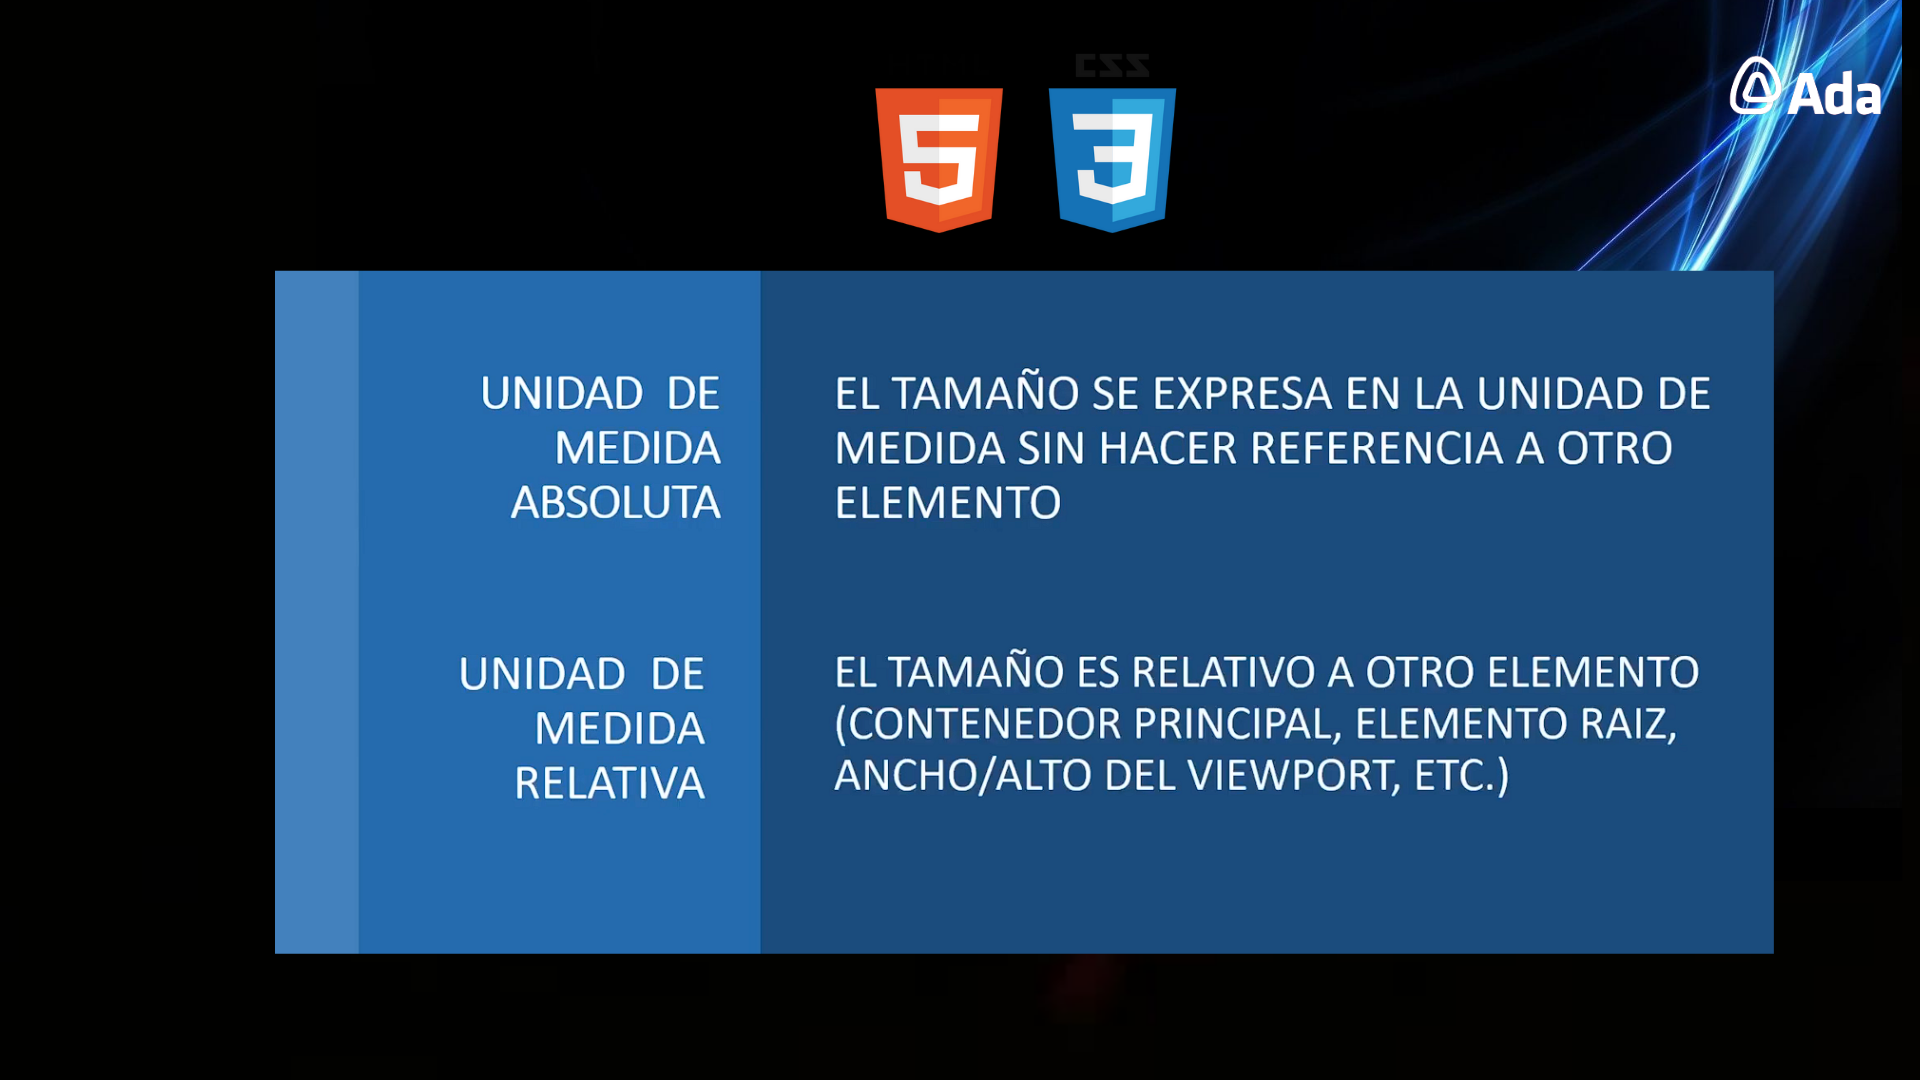 CSS
5
3
Ada
UNIDAD DE
MEDIDA
ABSOLUTA
EL TAMAÑO SE EXPRESA EN LA UNIDAD DE
MEDIDA SIN HACER REFERENCIA A OTRO
ELEMENTO
UNIDAD DE
MEDIDA
RELATIVA
EL TAMAÑO ES RELATIVO A OTRO ELEMENTO
(CONTENEDOR PRINCIPAL, ELEMENTO RAIZ,
ANCHO/ALTO DEL VIEWPORT, ETC.)